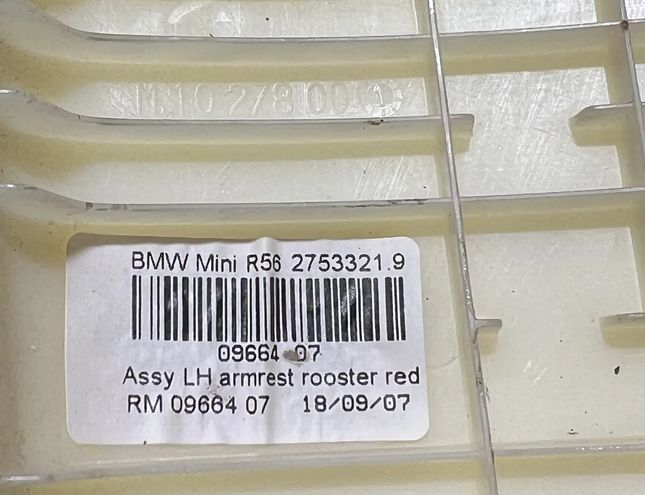 BMW Mini R56 2753321.9
09664 07
Assy LH armrest rooster red
RM 09664 07 18/09/07